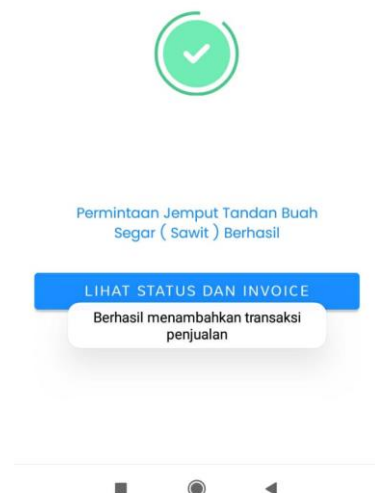 Permintaan Jemput Tandan Buah
Segar ( Sawit ) Berhasil
LIHAT STATUS DAN INVOICE
Berhasil menambahkan transaksi
penjualan